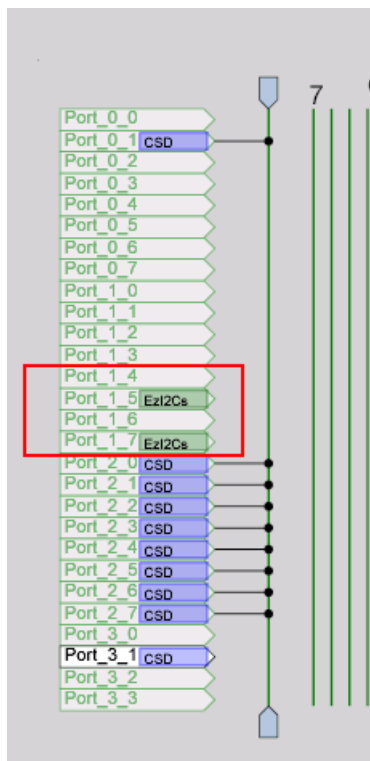 7
Port_0_0
Port_0_1 CSD
Port_0_2
Port_0_3
Port_0_4
Port_0_5
Port_0_6
Port_0_7
Port_1_0
Port_1_1
Port_1_2
Port_1_3
Port_1_4
Port_1_5 EzI2Cs
Port_1_6
Port_1_7 EzI2Cs
Port_2_0 CSD
Port_2_1 CSD
Port_2_2 CSD
Port_2_3 CSD
Port_2_4 CSD
Port_2_5 CSD
Port_2_6 CSD
Port_2_7 CSD
Port_3_0
Port_3_1 CSD
Port_3_2
Port_3_3